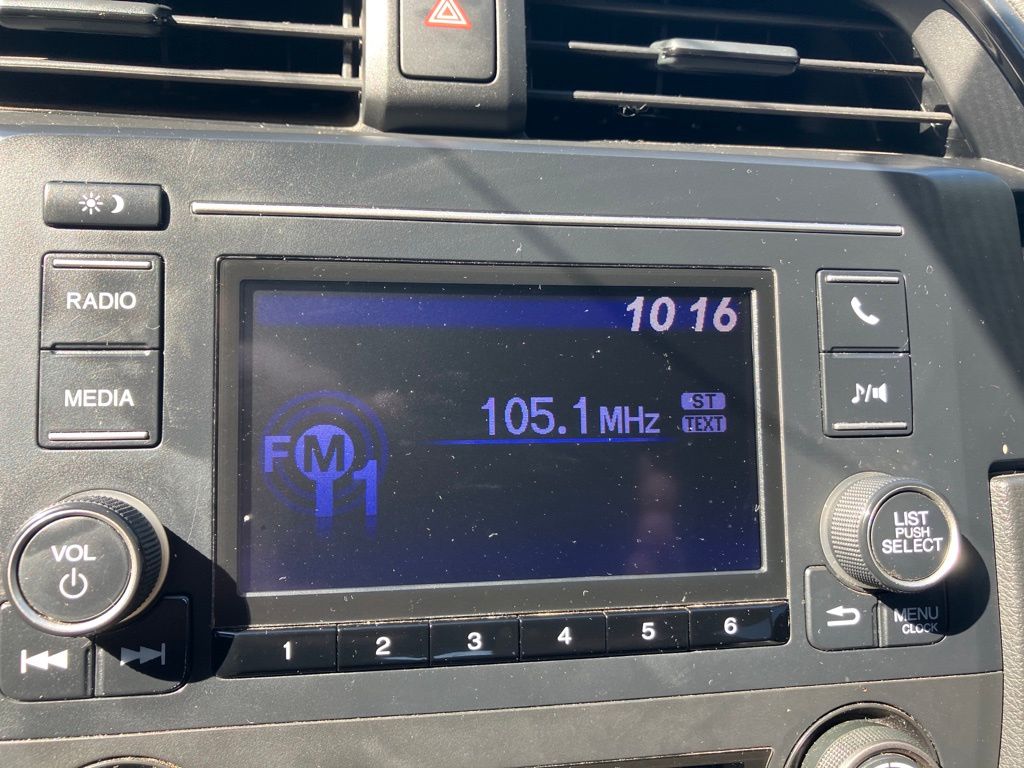 10 16
RADIO
MEDIA
105.1 MHz
ST
TEXT
FM
1
VOL
LIST
PUSH
SELECT
MENU
CLOCK
1 2 3 4 5 6